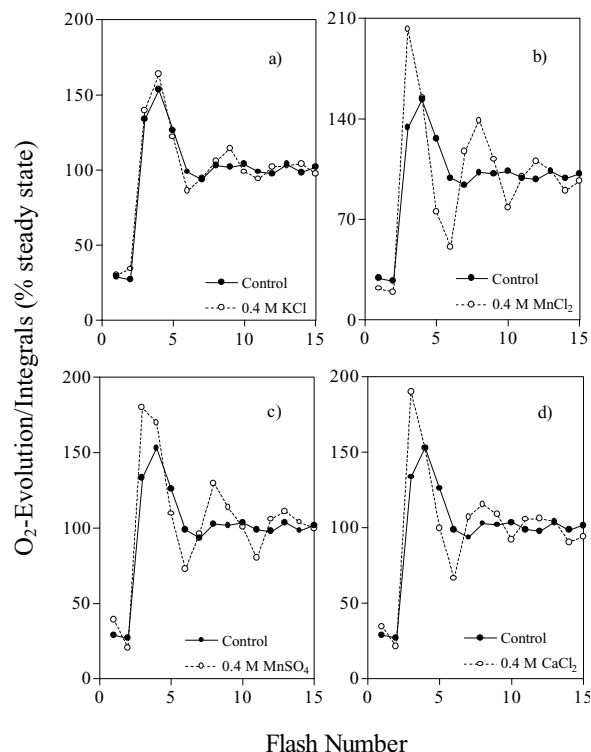 O₂-Evolution/Integrals (% steady state)
200
150
100
50
0
0 5 10 15
a)
Control
0.4 M KCl
210
140
70
0
0 5 10 15
b)
Control
0.4 M MnCl₂
200
150
100
50
0
0 5 10 15
c)
Control
0.4 M MnSO₄
200
150
100
50
0
0 5 10 15
d)
Control
0.4 M CaCl₂
Flash Number